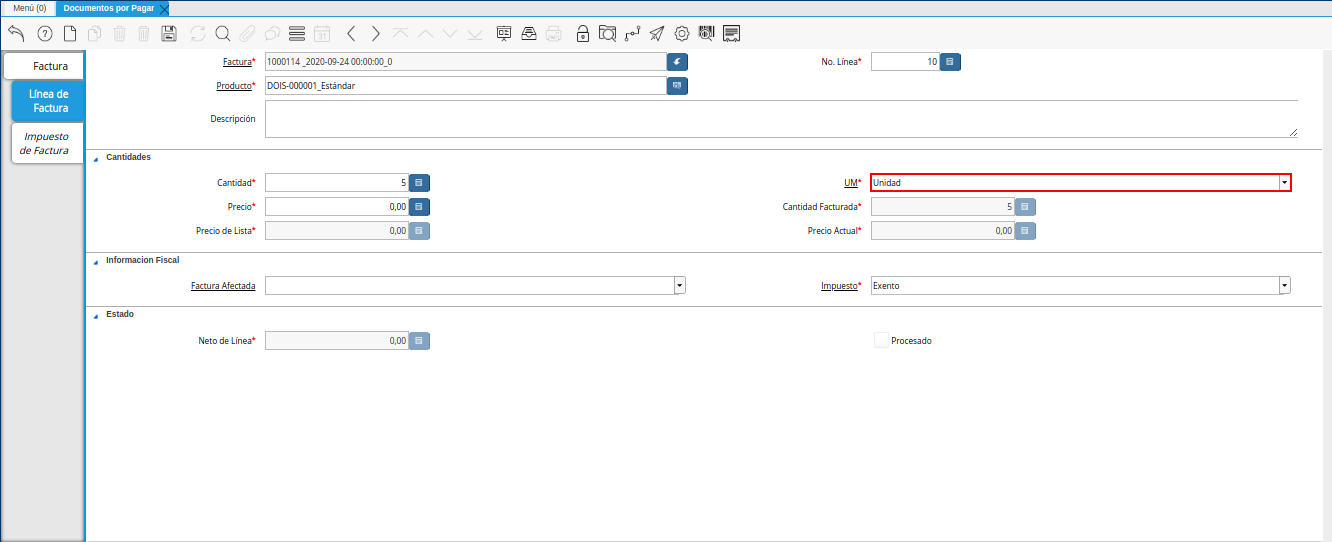 Menú (0) Documentos por Pagar
Factura
Línea de
Factura
Impuesto
de Factura
Factura* 1000114 _2020-09-24 00:00:00_0 No. Línea* 10
Producto* DOIS-000001_Estándar
Descripción
Cantidades
Cantidad* 5 UM* Unidad
Precio* 0,00 Cantidad Facturada* 5
Precio de Lista* 0,00 Precio Actual* 0,00
Informacion Fiscal
Factura Afectada Impuesto* Exento
Estado
Neto de Línea* 0,00 Procesado